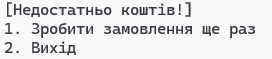 [Недостатньо коштів!]
1. Зробити замовлення ще раз
2. Вихід